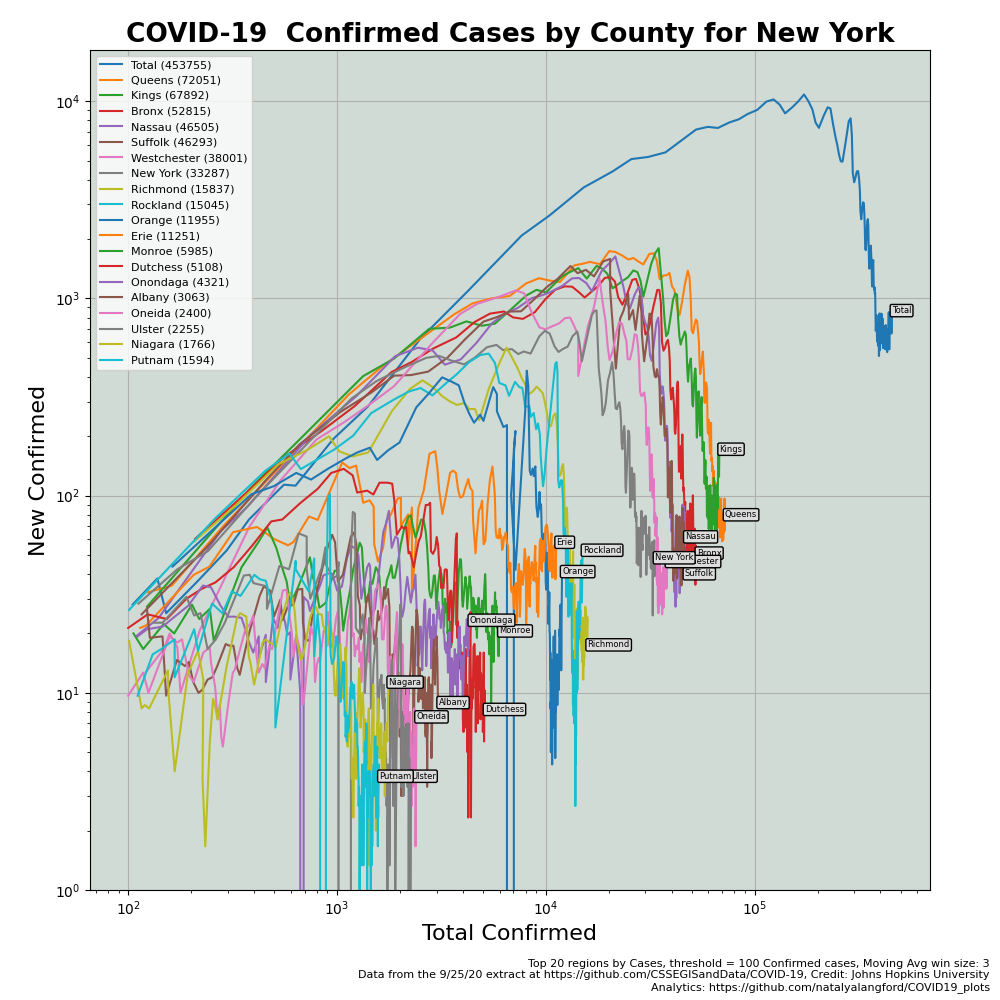 COVID-19  Confirmed Cases by County for New York
Total (453755)
Queens (72051)
Kings (67892)
Bronx (52815)
Nassau (46505)
Suffolk (46293)
Westchester (38001)
New York (33287)
Richmond (15837)
Rockland (15045)
Orange (11955)
Erie (11251)
Monroe (5985)
Dutchess (5108)
Onondaga (4321)
Albany (3063)
Oneida (2400)
Ulster (2255)
Niagara (1766)
Putnam (1594)
10⁴
10³
10²
10¹
10⁰
New Confirmed
Total
Kings
Queens
Nassau
Bronx
New York
ester
Suffolk
Erie
Rockland
Orange
Onondaga
Monroe
Richmond
Niagara
Albany
Dutchess
Oneida
Putnam
Ulster
10²
10³
10⁴
10⁵
Total Confirmed
Top 20 regions by Cases, threshold = 100 Confirmed cases, Moving Avg win size: 3
Data from the 9/25/20 extract at https://github.com/CSSEGISandData/COVID-19, Credit: Johns Hopkins University
Analytics: https://github.com/natalyalangford/COVID19_plots